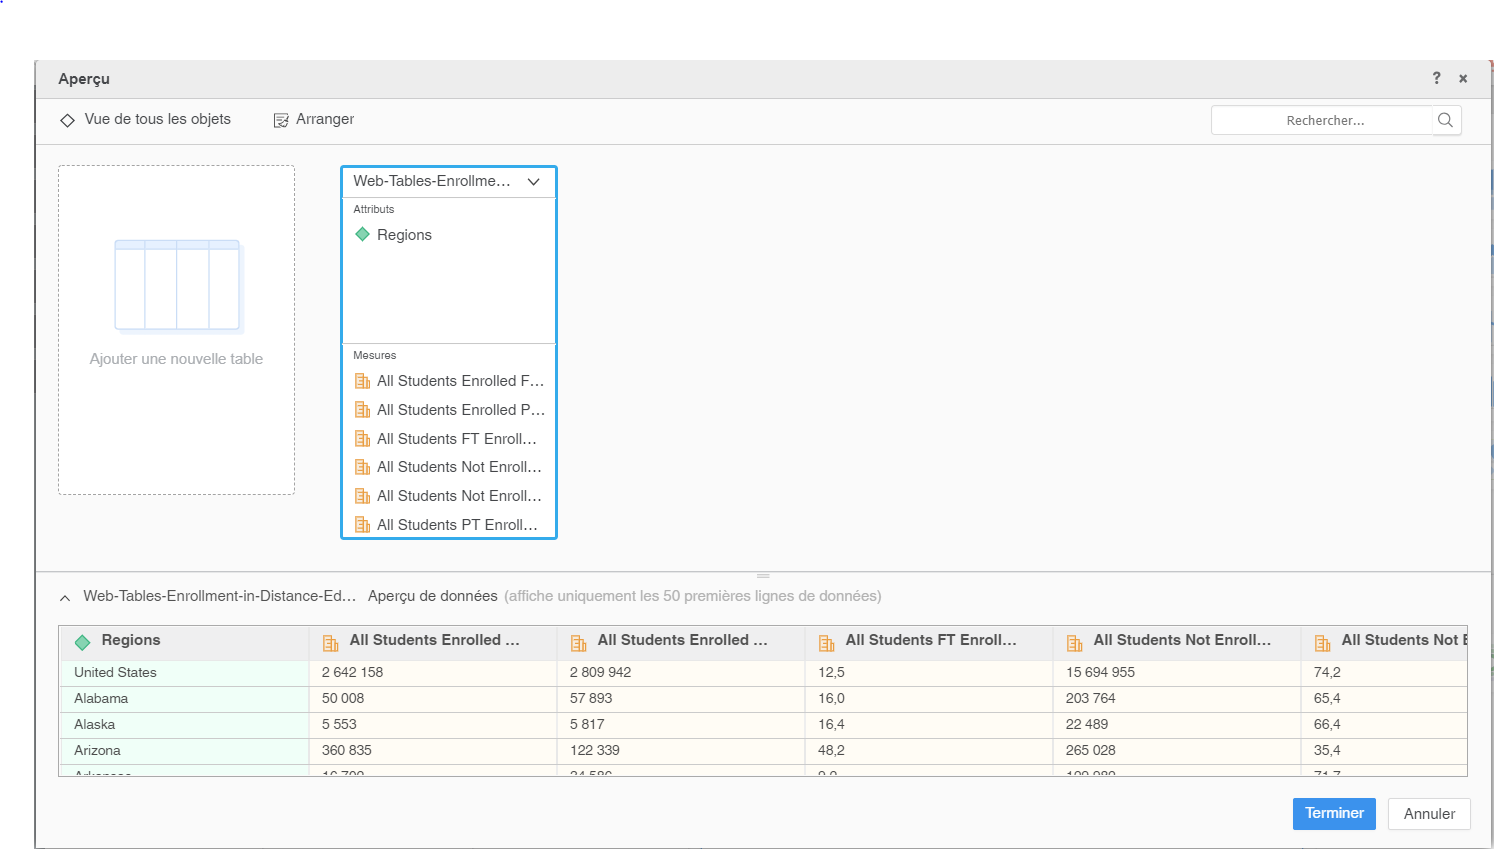 Aperçu
? ×
Vue de tous les objets Arranger Rechercher...
Ajouter une nouvelle table
Web-Tables-Enrollme...
Attributs
Regions
Mesures
All Students Enrolled F...
All Students Enrolled P...
All Students FT Enroll...
All Students Not Enroll...
All Students Not Enroll...
All Students PT Enroll...
Web-Tables-Enrollment-in-Distance-Ed... Aperçu de données (affiche uniquement les 50 premières lignes de données)
Regions All Students Enrolled ... All Students Enrolled ... All Students FT Enroll... All Students Not Enroll... All Students Not
United States 2 642 158 2 809 942 12,5 15 694 955 74,2
Alabama 50 008 57 893 16,0 203 764 65,4
Alaska 5 553 5 817 16,4 22 489 66,4
Arizona 360 835 122 339 48,2 265 028 35,4
Terminer Annuler